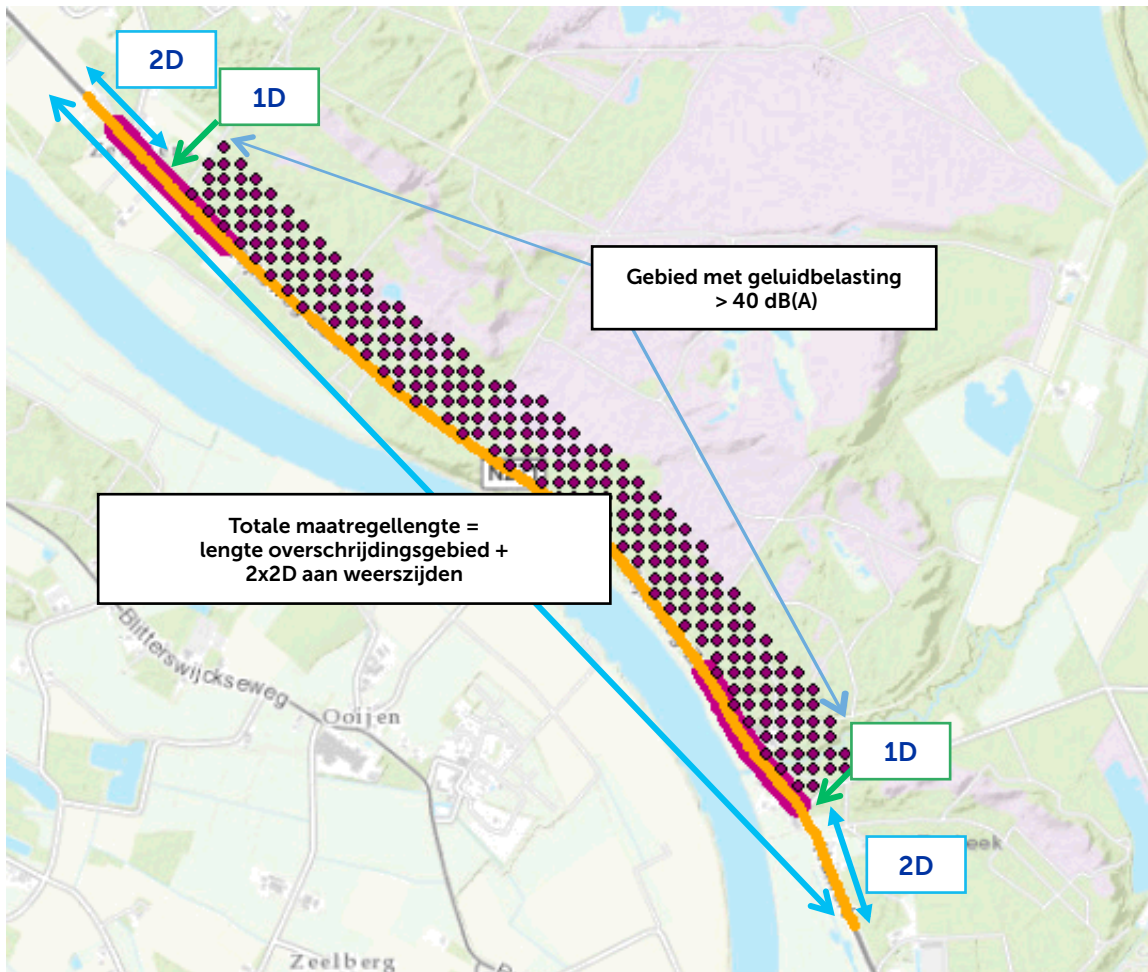 2D
1D
Gebied met geluidbelasting
> 40 dB(A)
Totale maatregellengte =
lengte overschrijdingsgebied +
2x2D aan weerszijden
-Blitterswijckseweg
Ooijen
1D
2D
Zeelberg